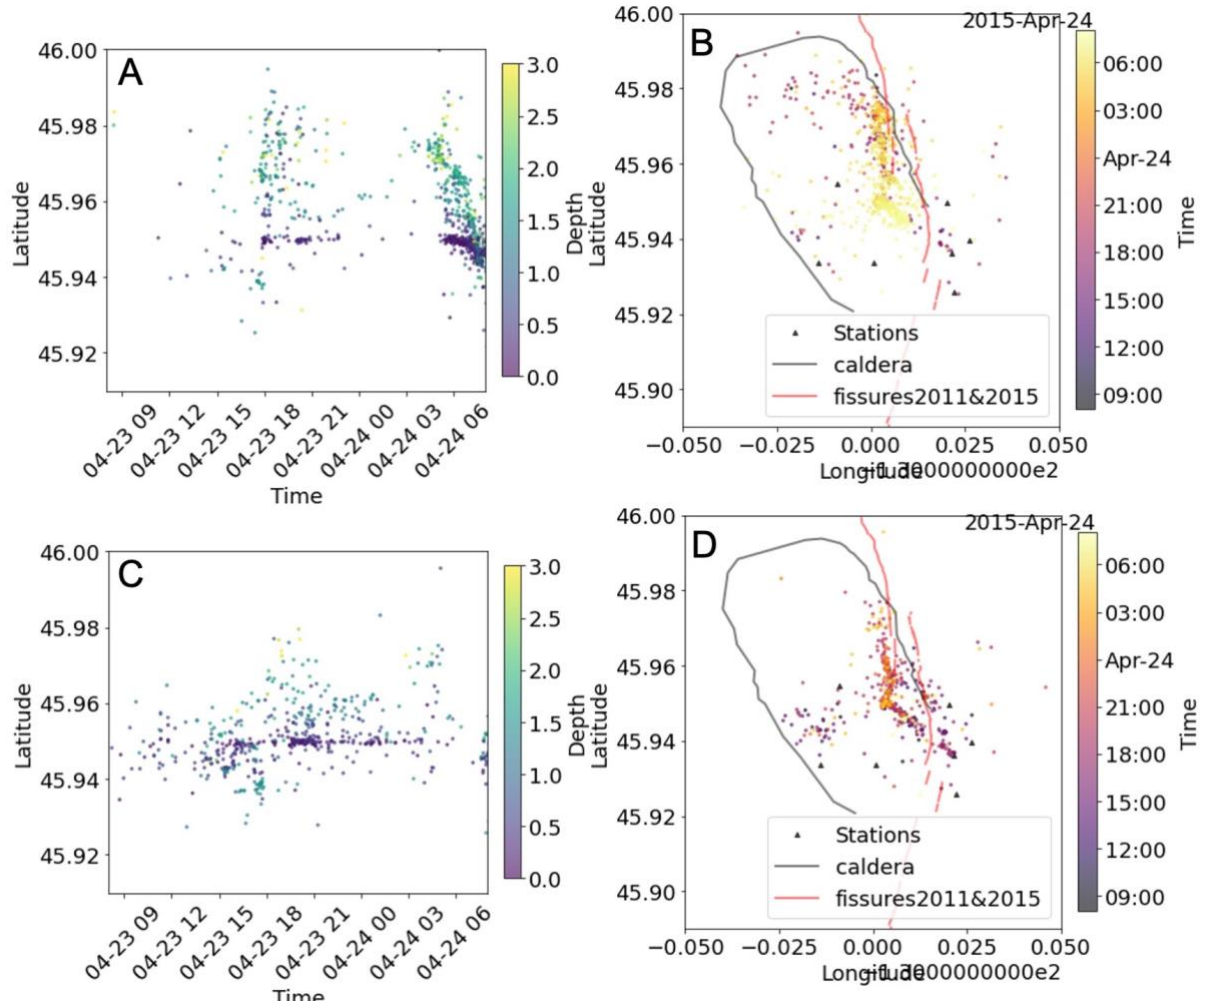 A
46.00
45.98
45.96
45.94
45.92
Latitude
04-23 09
04-23 12
04-23 15
04-23 18
04-23 21
04-24 00
04-24 03
04-24 06
Time
3.0
2.5
2.0
1.5
1.0
0.5
0.0
Depth
B
2015-Apr-24
46.00
45.98
45.96
45.94
45.92
45.90
Latitude
Stations
caldera
fissures2011&2015
−0.050
−0.025
0.000
0.025
0.050
Longitude
−1.3000000000e2
06:00
03:00
Apr-24
21:00
18:00
15:00
12:00
09:00
Time
C
46.00
45.98
45.96
45.94
45.92
Latitude
04-23 09
04-23 12
04-23 15
04-23 18
04-23 21
04-24 00
04-24 03
04-24 06
Time
3.0
2.5
2.0
1.5
1.0
0.5
0.0
Depth
D
2015-Apr-24
46.00
45.98
45.96
45.94
45.92
45.90
Latitude
Stations
caldera
fissures2011&2015
−0.050
−0.025
0.000
0.025
0.050
Longitude
−1.3000000000e2
06:00
03:00
Apr-24
21:00
18:00
15:00
12:00
09:00
Time